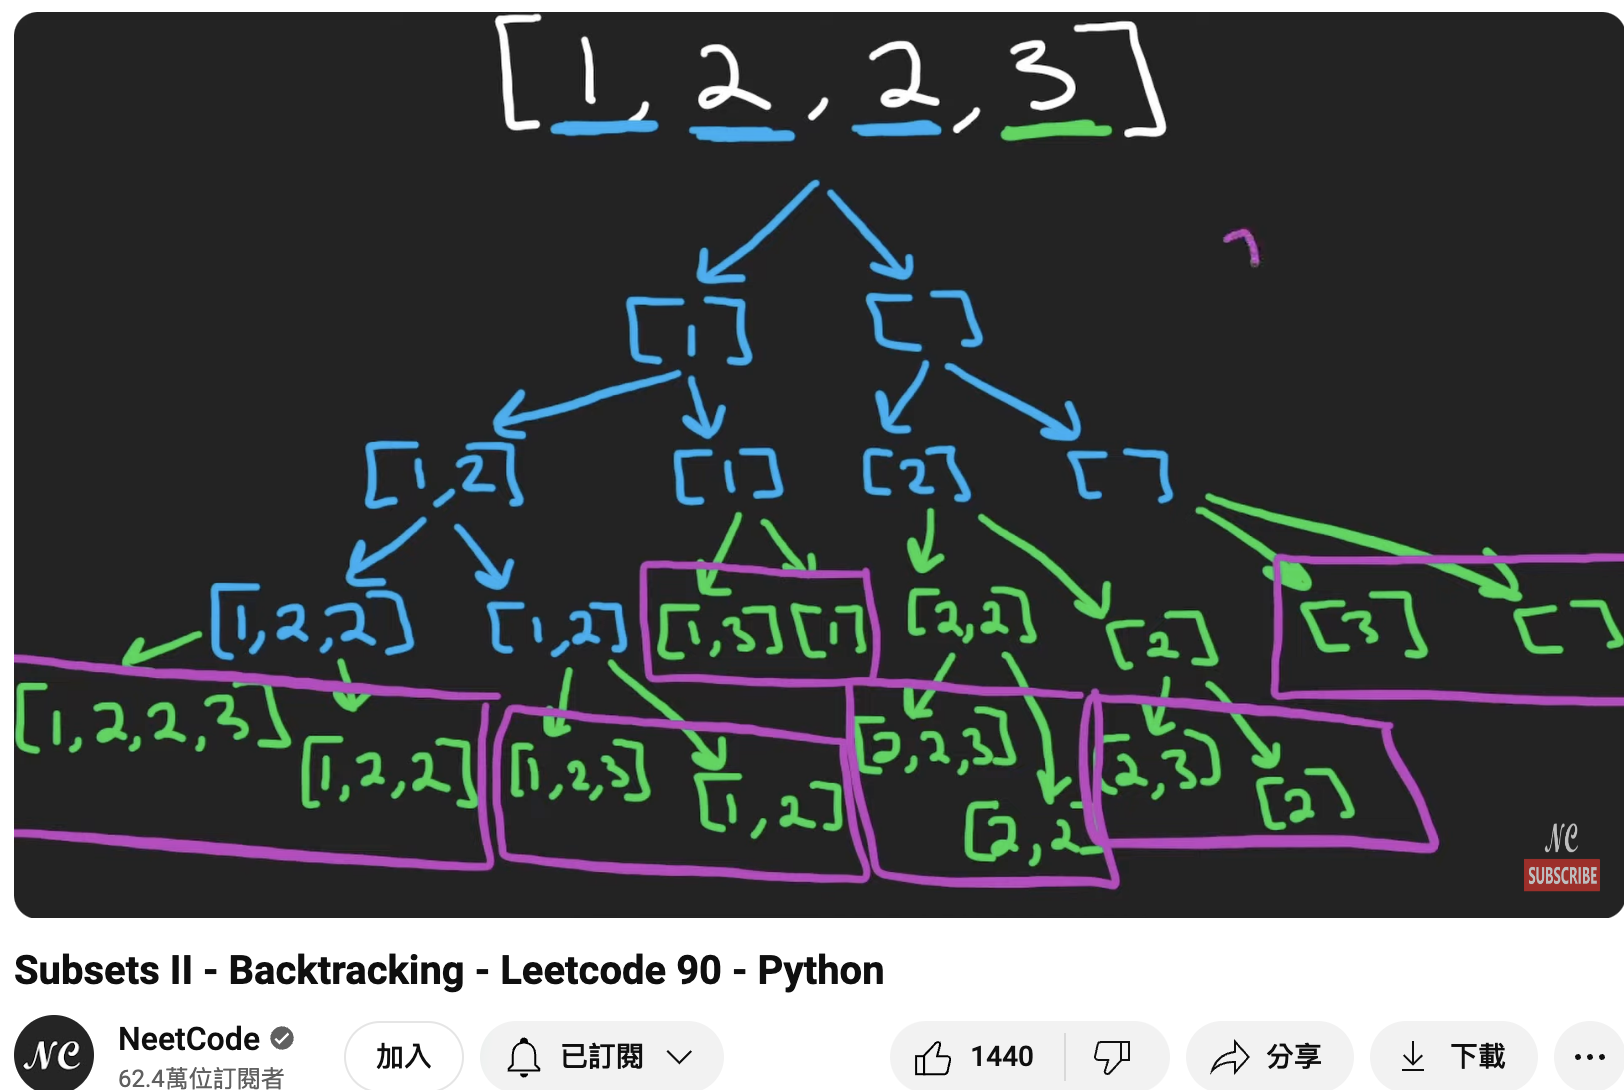 [1, 2, 2, 3]
[1] [ ]
[1,2] [1] [2] [ ]
[1,2,2] [1,2] [1,3] [1] [2,2] [2] [3] [ ]
[1,2,2,3] [1,2,2] [1,2,3] [1,2] [2,2,3] [2,2 2,3] [2]
NC
SUBSCRIBE
Subsets II - Backtracking - Leetcode 90 - Python
NC
NeetCode
62.4萬位訂閱者
加入
已訂閱
1440
分享
下載